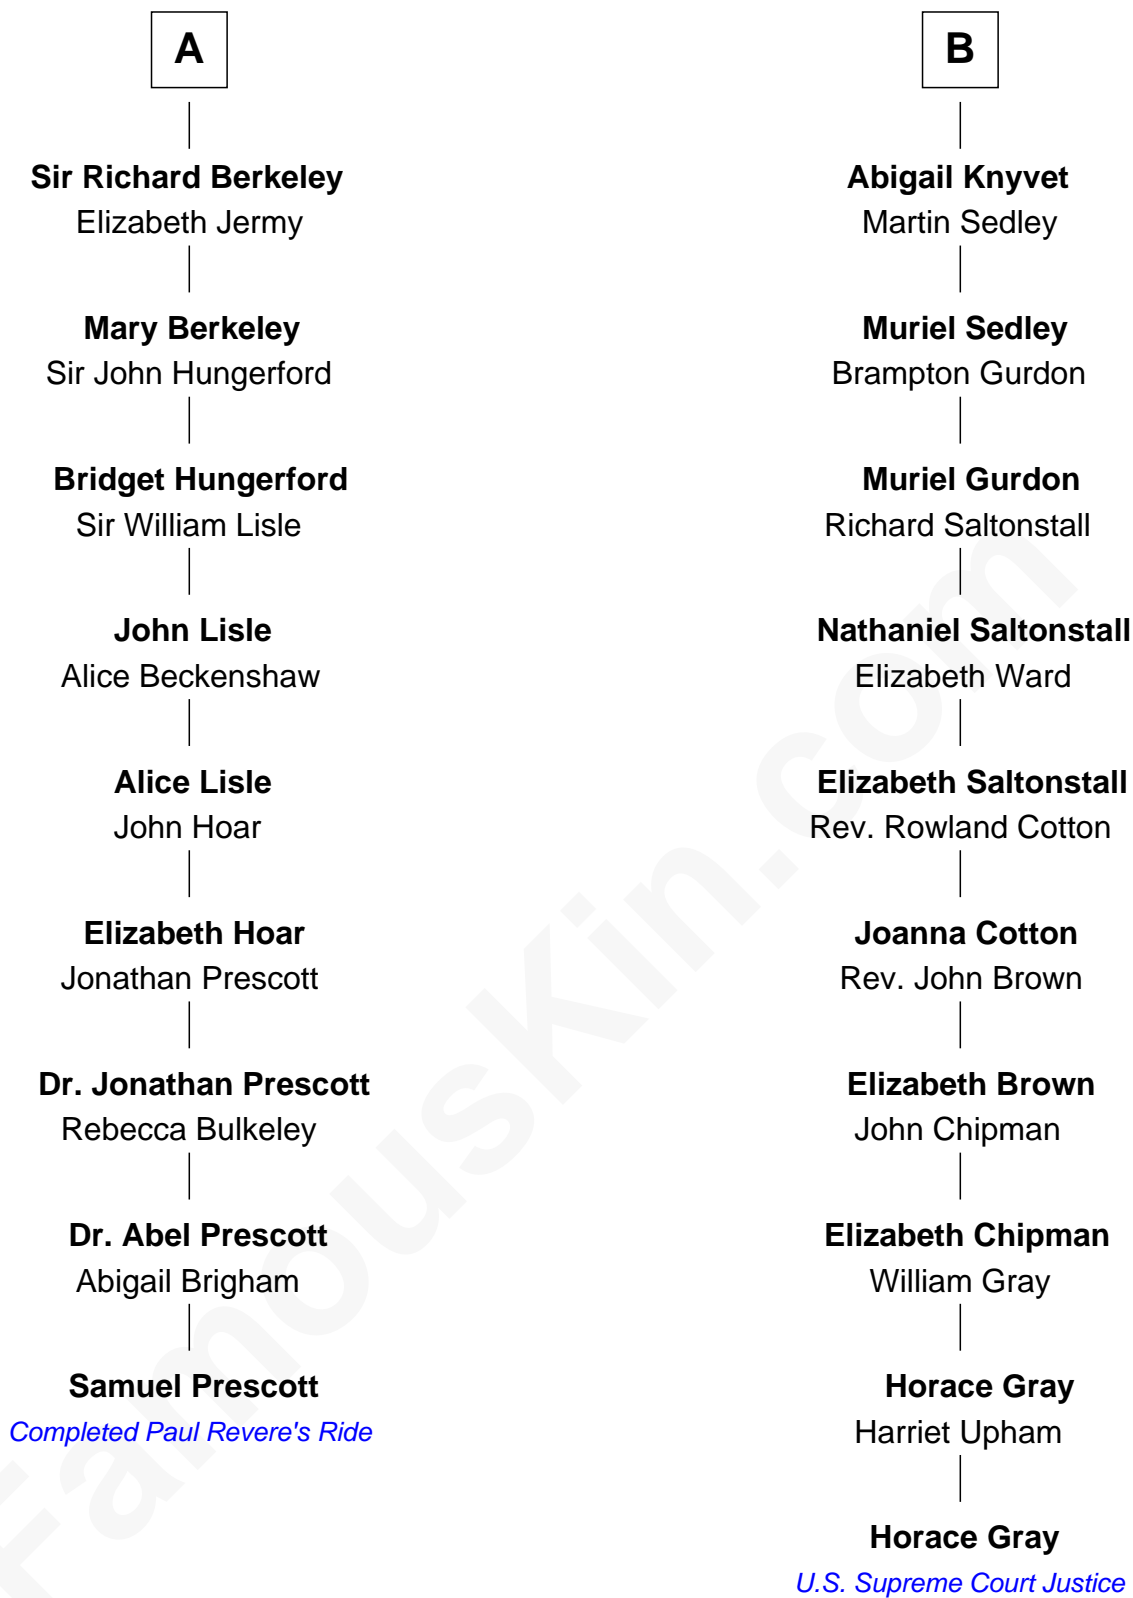 A
Sir Richard Berkeley
Elizabeth Jermy
Mary Berkeley
Sir John Hungerford
Bridget Hungerford
Sir William Lisle
John Lisle
Alice Beckenshaw
Alice Lisle
John Hoar
Elizabeth Hoar
Jonathan Prescott
Dr. Jonathan Prescott
Rebecca Bulkeley
Dr. Abel Prescott
Abigail Brigham
Samuel Prescott
Completed Paul Revere's Ride
B
Abigail Knyvet
Martin Sedley
Muriel Sedley
Brampton Gurdon
Muriel Gurdon
Richard Saltonstall
Nathaniel Saltonstall
Elizabeth Ward
Elizabeth Saltonstall
Rev. Rowland Cotton
Joanna Cotton
Rev. John Brown
Elizabeth Brown
John Chipman
Elizabeth Chipman
William Gray
Horace Gray
Harriet Upham
Horace Gray
U.S. Supreme Court Justice
FamousKin.com